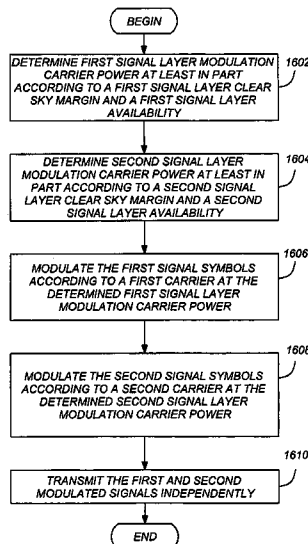 BEGIN
1602
DETERMINE FIRST SIGNAL LAYER MODULATION
CARRIER POWER AT LEAST IN PART
ACCORDING TO A FIRST SIGNAL LAYER CLEAR
SKY MARGIN AND A FIRST SIGNAL LAYER
AVAILABILITY
1604
DETERMINE SECOND SIGNAL LAYER
MODULATION CARRIER POWER AT LEAST IN
PART ACCORDING TO A SECOND SIGNAL
LAYER CLEAR SKY MARGIN AND A SECOND
SIGNAL LAYER AVAILABILITY
1606
MODULATE THE FIRST SIGNAL SYMBOLS
ACCORDING TO A FIRST CARRIER AT THE
DETERMINED FIRST SIGNAL LAYER
MODULATION CARRIER POWER
1608
MODULATE THE SECOND SIGNAL SYMBOLS
ACCORDING TO A SECOND CARRIER AT THE
DETERMINED SECOND SIGNAL LAYER
MODULATION CARRIER POWER
1610
TRANSMIT THE FIRST AND SECOND
MODULATED SIGNALS INDEPENDENTLY
END